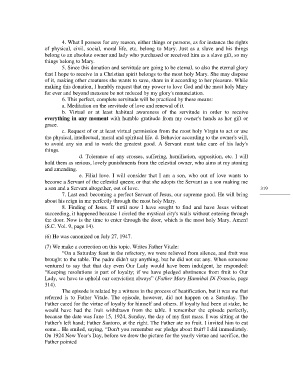 4. What I possess for any reason, either things or persons, as for instance the rights
of physical, civil, social, moral life, etc. belong to Mary. Just as a slave and his things
belong to an absolute owner and lady who purchased or received him as a slave gift, so my
things belong to Mary.
5. Since this donation and servitude are going to be eternal, so also the eternal glory
that I hope to receive in a Christian spirit belongs to the most holy Mary. She may dispose
of it, making other creatures she wants to save, share in it according to her pleasure. While
making this donation, I humbly request that my power to love God and the most holy Mary
for ever and beyond measure be not reduced by my glory's renunciation.
6. This perfect, complete servitude will be practiced by these means:
a. Meditation on the servitude of love and renewal of it.
b. Virtual or at least habitual awareness of the servitude in order to receive
everything in any moment with humble gratitude from my owner's hands as her gift or
grace.
c. Request of or at least virtual permission from the most holy Virgin to act or use
the physical, intellectual, moral and spiritual life. & Behavior according to the owner's will,
to avoid any sin and to work the greatest good. A Servant must take care of his lady's
things.
d. Tolerance of any crosses, suffering, humiliation, opposition, etc. I will
hold them as mission, lovely punishments from the celestial owner, who aims at my atoning
and amending.
e. Filial love. I will consider that I am a son, who out of love wants to
become a Servant of the celestial queen, or that she adopts the Servant as a son making me
a son and a Servant altogether, out of love.
7. Last end: becoming a perfect Servant of Jesus, our supreme good. He will bring
about his reign in me perfectly through the most holy Mary.
8. Finding of Jesus. If until now I have sought to find and have Jesus without
succeeding, it happened because I circled the mystical city's walls without entering through
the door. Now is the time to enter through the door, which is the most holy Mary. Amen!
(S.C. Vol. 9, page 14).
(6) He was canonized in July 27, 1947.
(7) We make a correction on this topic. Writes Father Vitale:
"On a Saturday feast in the refectory, we were relieved from silence, and fruit was
brought to the table. The padre didn't say anything, but he did not eat any. When someone
ventured to say that that day even Our Lady would have been indulgent, he responded:
"Keeping resolutions is part of loyalty; if we have pledged abstinence from fruit to Our
Lady, we have to uphold our conviction always" (Father Mary Hannibal Di Francia, page
314).
The episode is related by a witness in the process of beatification, but it was me that
referred is to Father Vitale. The episode, however, did not happen on a Saturday. The
Father cared for the virtue of loyalty for himself and others. If loyalty had been at stake, he
would have had the fruit withdrawn from the table. I remember the episode perfectly,
because the date was June 15, 1924, Sunday, the day of my first mass. I was sitting at the
Father's left hand; Father Santoro, at the right. The Father ate no fruit. I invited him to eat
some... He smiled, saying, "Don't you remember our pledge about fruit? I did immediately.
On 1924 New Year's Day, before we drew the picture for the yearly virtue and sacrifice, the
Father pointed